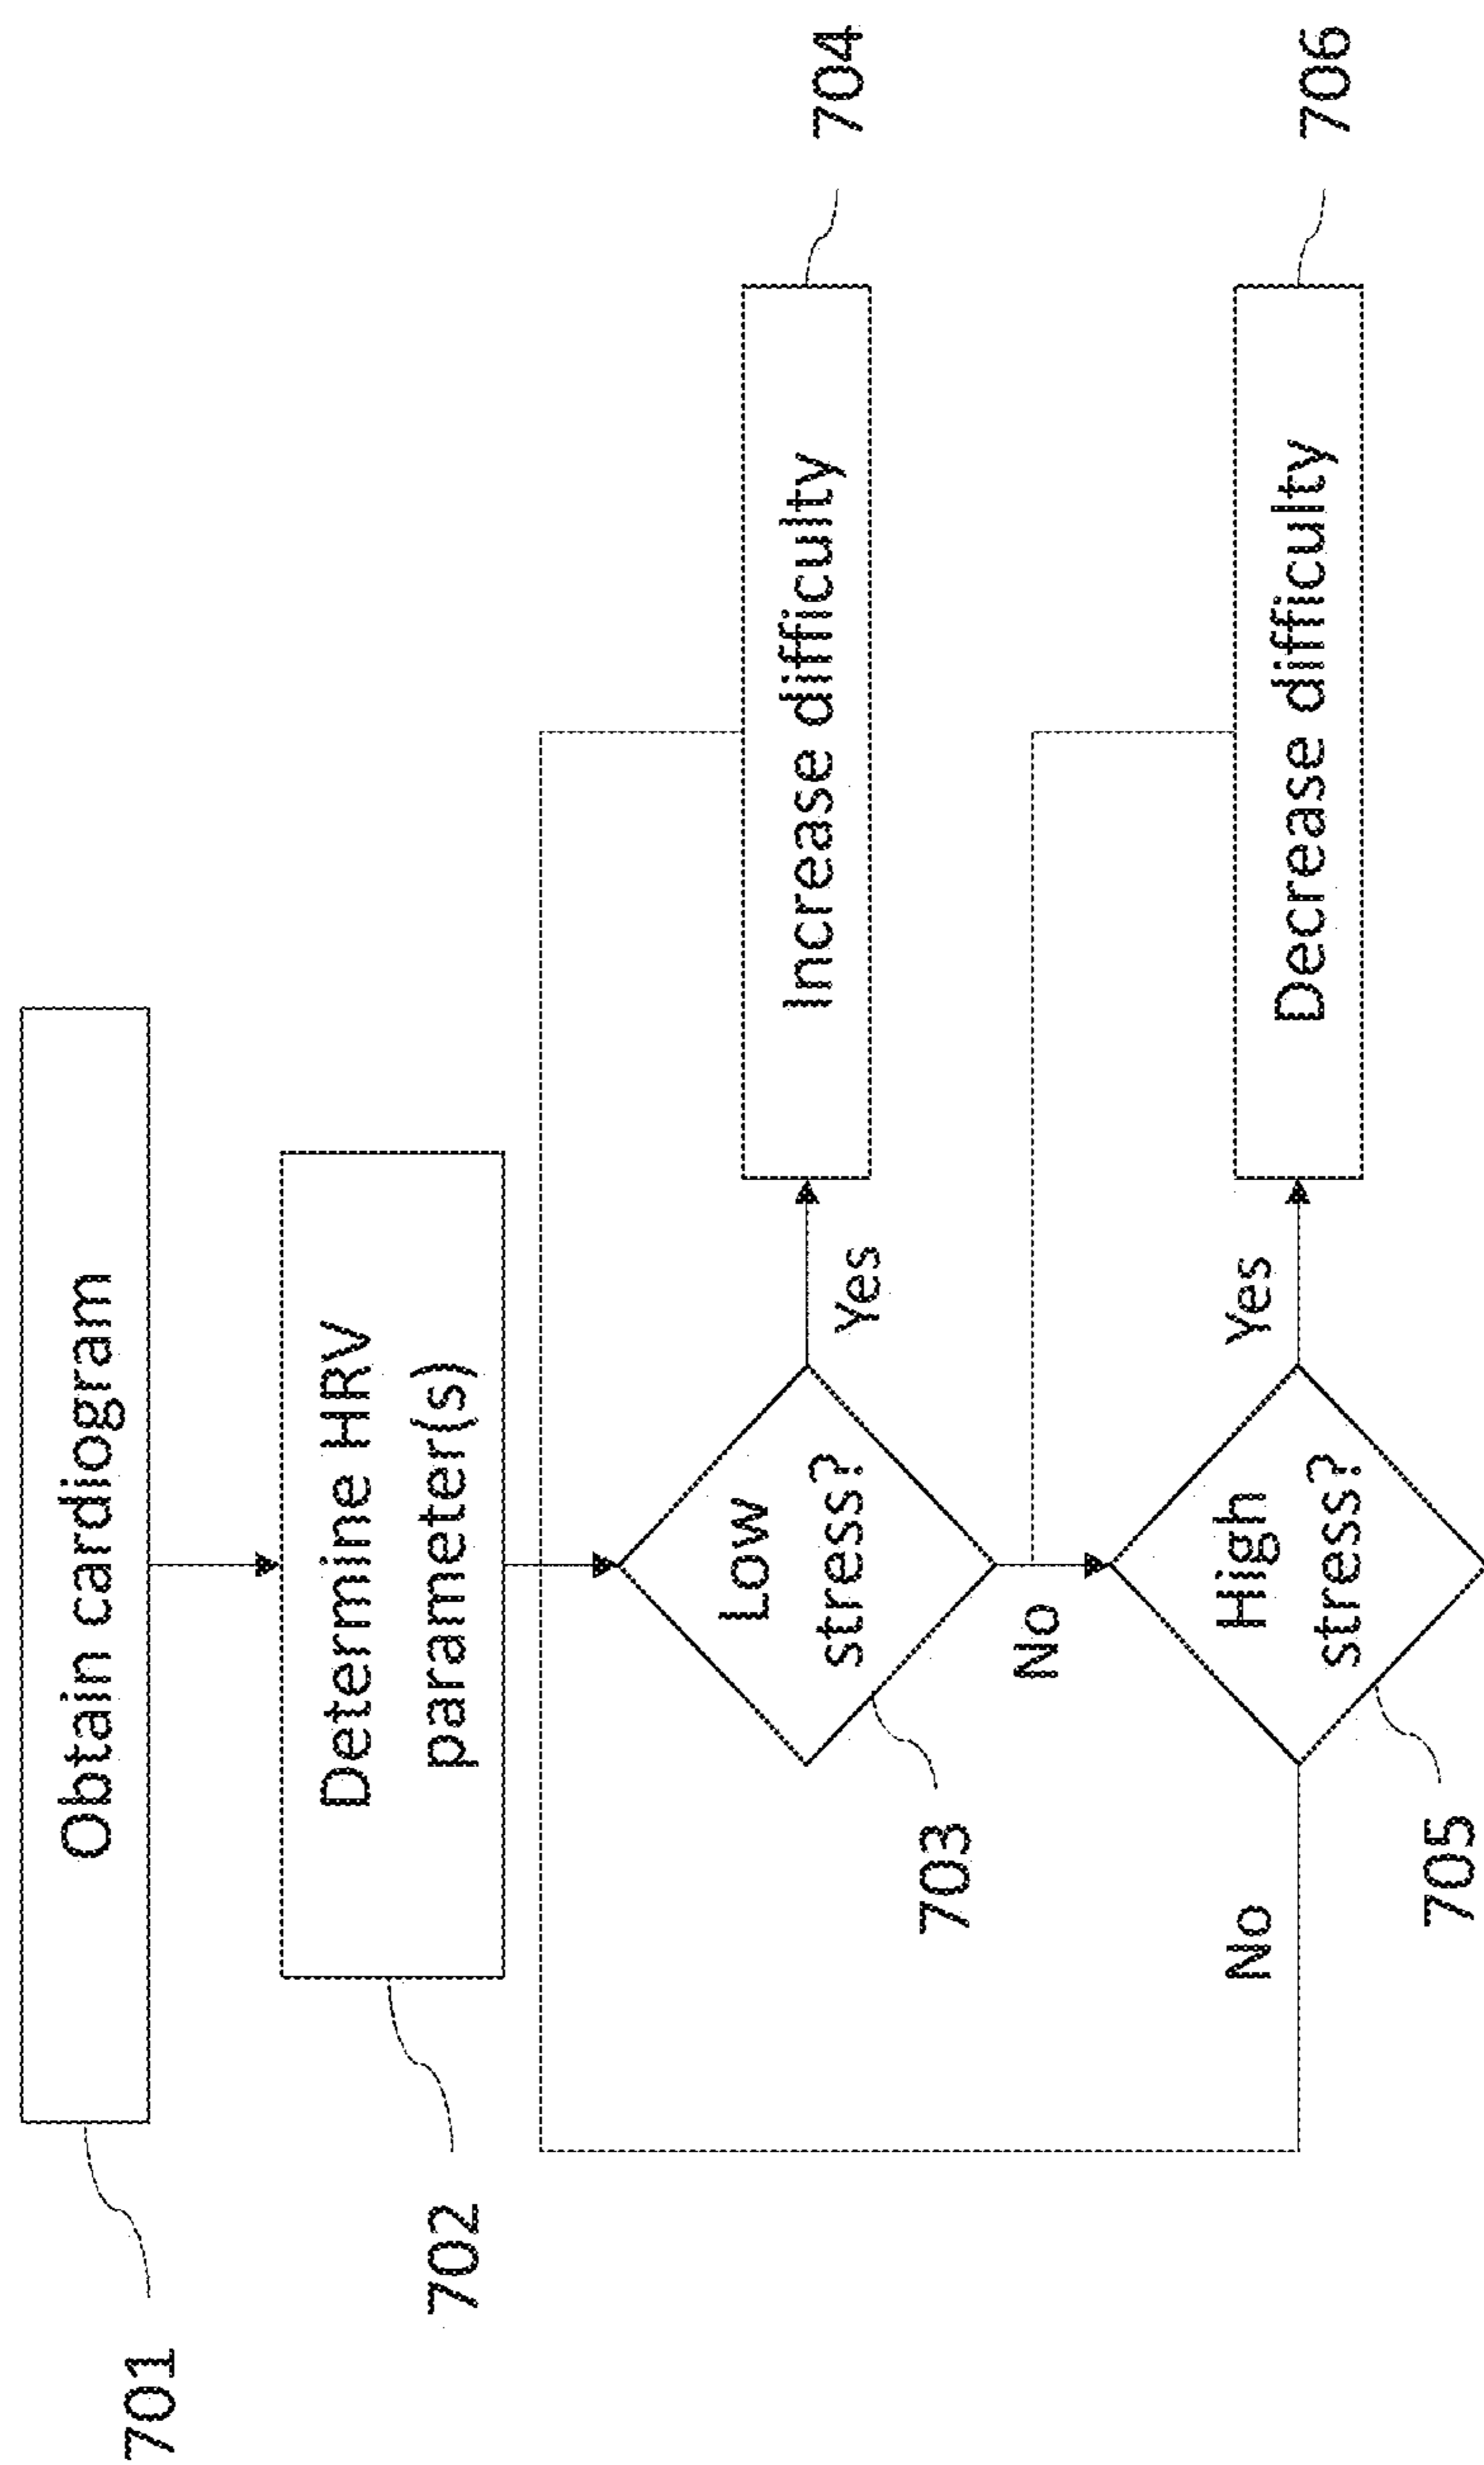 701
Obtain cardiogram
702
Determine HRV
parameter(s)
703
Low
stress?
Yes
Increase difficulty
704
No
705
High
stress?
Yes
Decrease difficulty
706
No